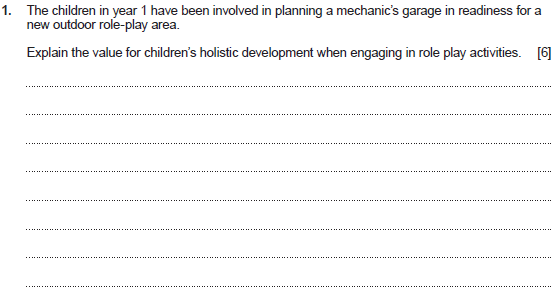 1. The children in year 1 have been involved in planning a mechanic's garage in readiness for a
new outdoor role-play area.
Explain the value for children's holistic development when engaging in role play activities. [6]